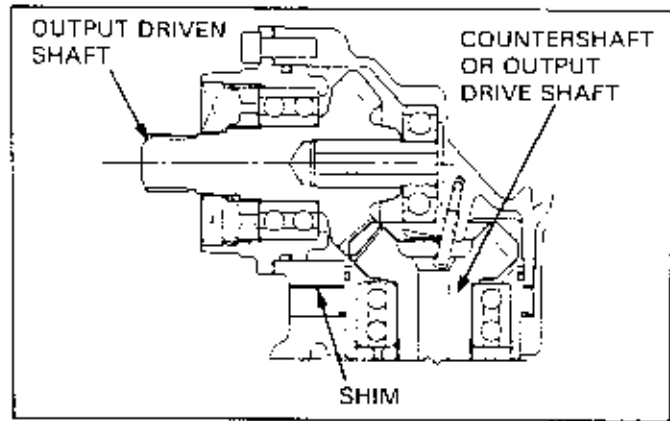 OUTPUT DRIVEN
SHAFT
COUNTERSHAFT
OR OUTPUT
DRIVE SHAFT
SHIM